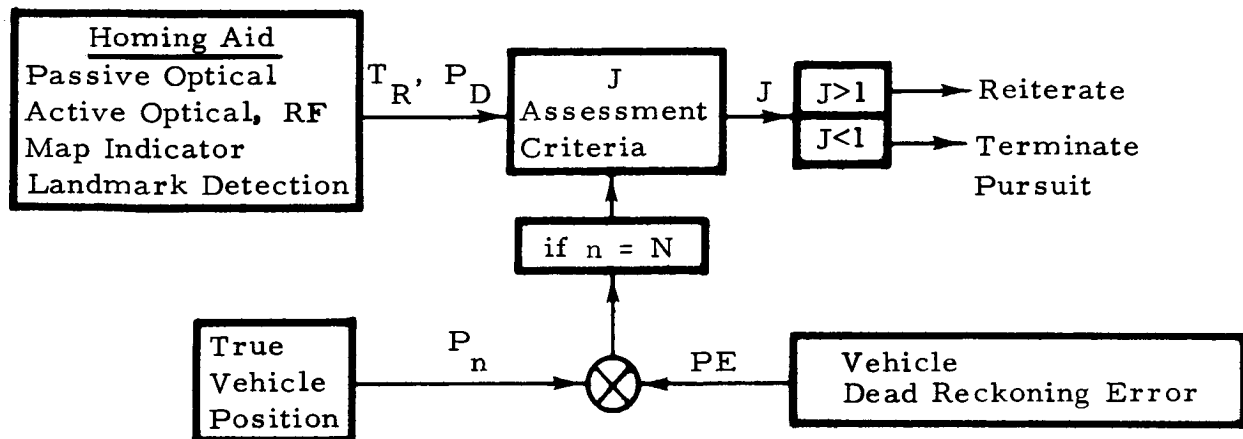 Homing Aid
Passive Optical
Active Optical, RF
Map Indicator
Landmark Detection
T_R, P_D
J
Assessment
Criteria
J
J>1
J<1
Reiterate
Terminate
Pursuit
if n = N
True
Vehicle
Position
P_n
PE
Vehicle
Dead Reckoning Error